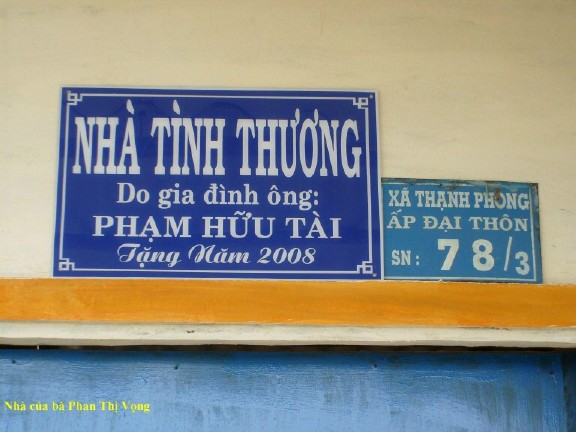 NHÀ TÌNH THƯƠNG
Do gia đình ông:
PHẠM HỮU TÀI
Tặng Năm 2008
XÃ THẠNH PHONG
ẤP ĐẠI THÔN
SN : 78/3
Nhà của bà Phan Thị Vọng